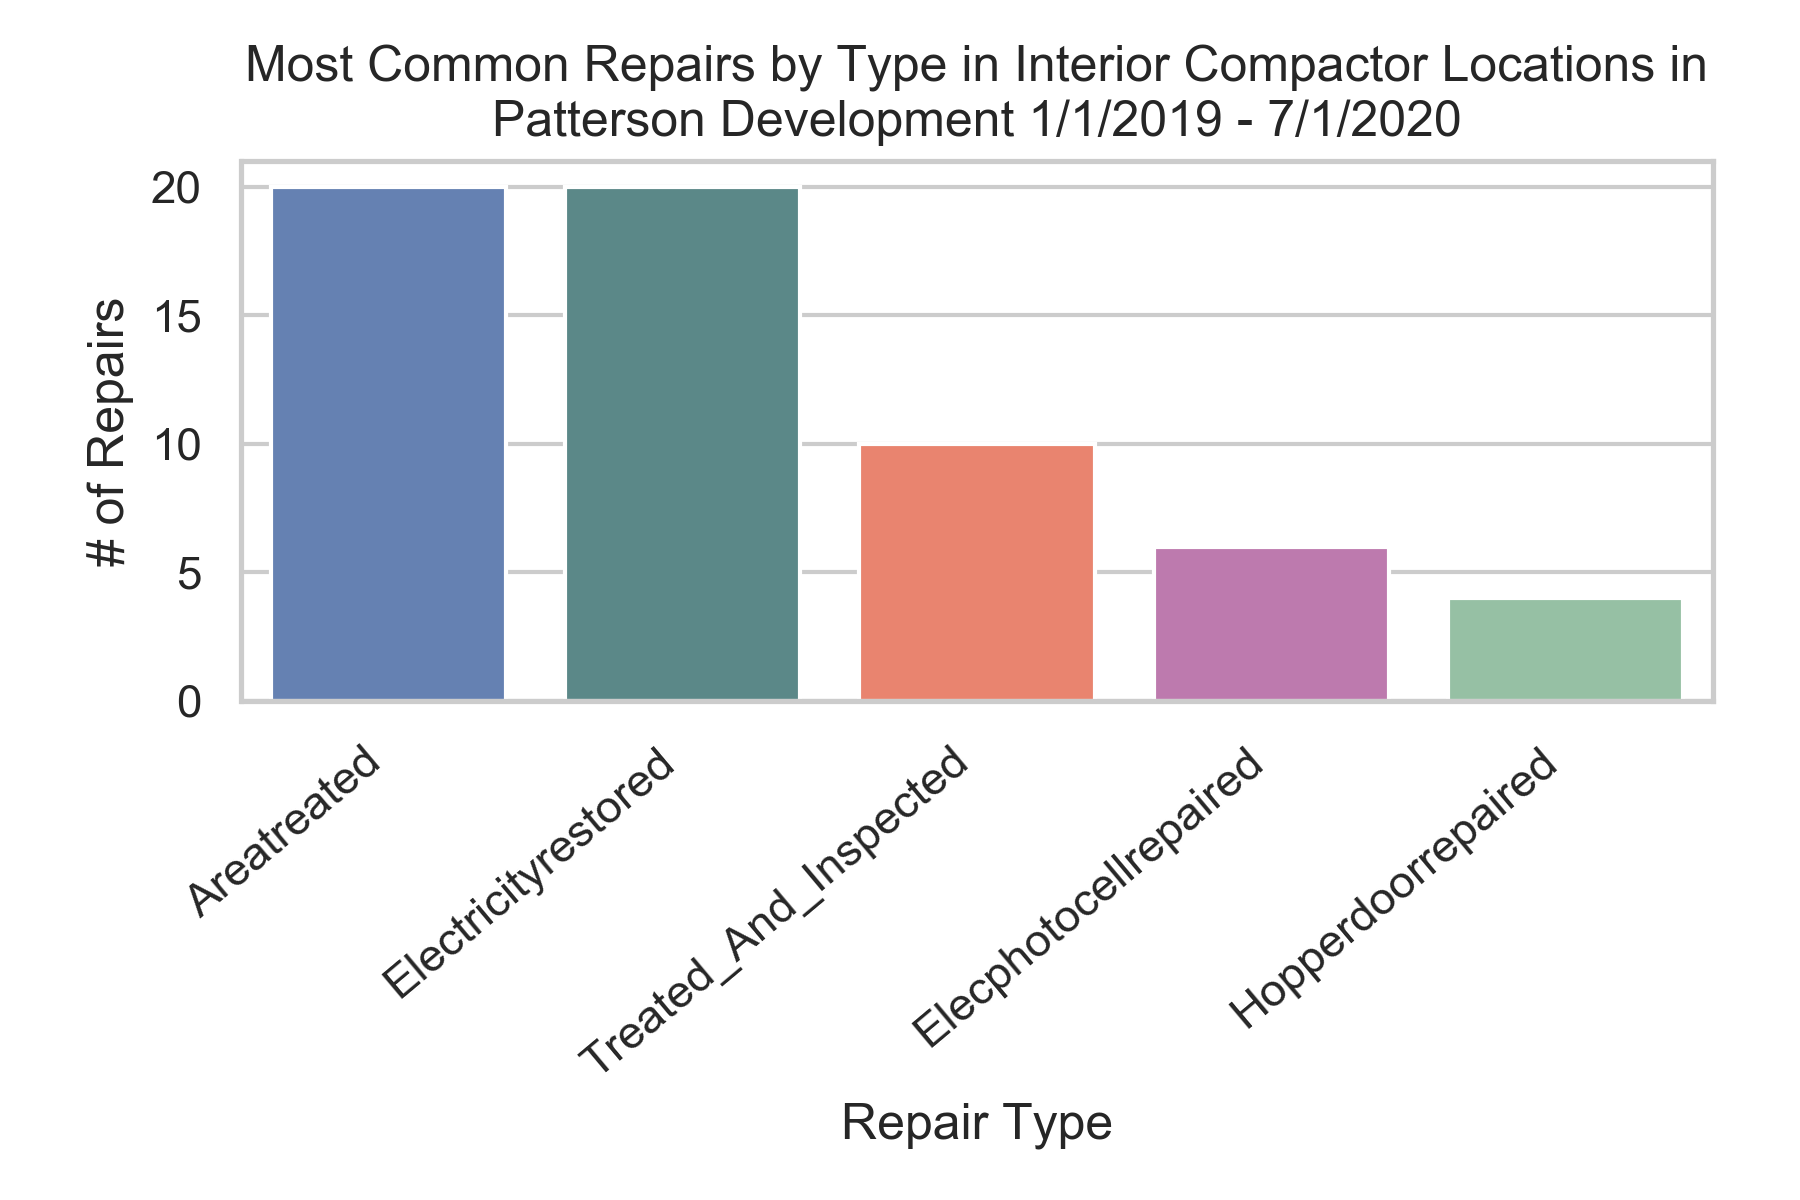 Most Common Repairs by Type in Interior Compactor Locations in
Patterson Development 1/1/2019 - 7/1/2020
# of Repairs
20
15
10
5
0
Areatreated
Electricityrestored
Treated_And_Inspected
Elecphotocellrepaired
Hopperdoorrepaired
Repair Type